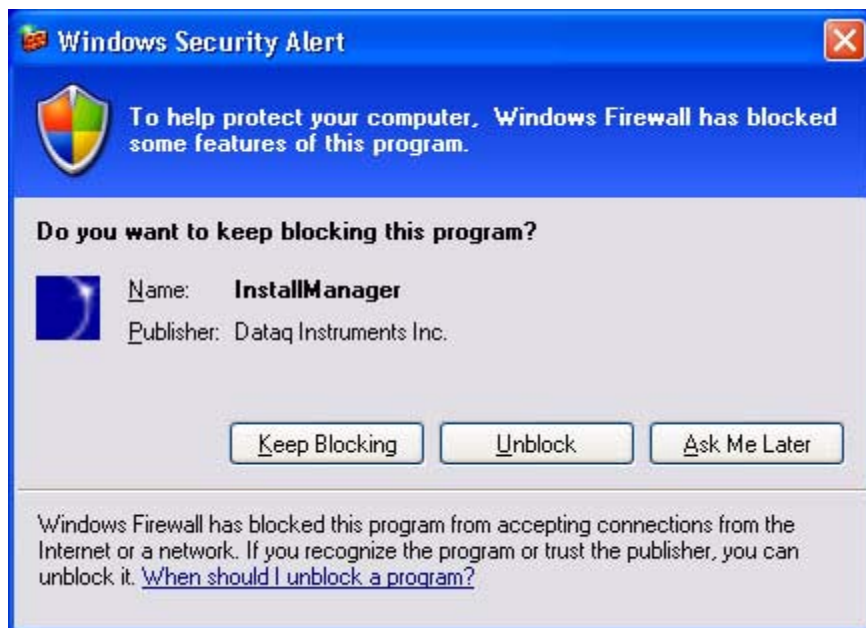 Windows Security Alert
To help protect your computer, Windows Firewall has blocked
some features of this program.
Do you want to keep blocking this program?
Name: InstallManager
Publisher: Dataq Instruments Inc.
Keep Blocking Unblock Ask Me Later
Windows Firewall has blocked this program from accepting connections from the
Internet or a network. If you recognize the program or trust the publisher, you can
unblock it. When should I unblock a program?